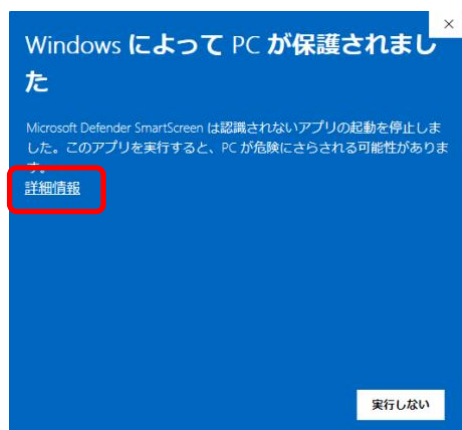 ×
Windows によって PC が保護されまし
た
Microsoft Defender SmartScreen は認識されないアプリの起動を停止しま
した。このアプリを実行すると、PC が危険にさらされる可能性がありま
す。
詳細情報
実行しない